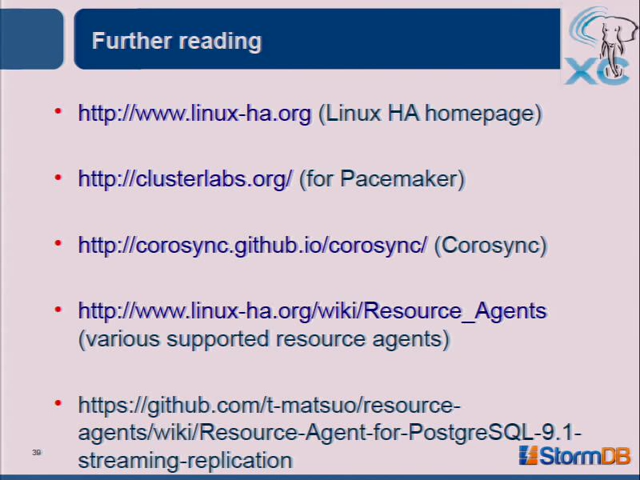 Further reading
XC
• http://www.linux-ha.org (Linux HA homepage)
• http://clusterlabs.org/ (for Pacemaker)
• http://corosync.github.io/corosync/ (Corosync)
• http://www.linux-ha.org/wiki/Resource_Agents
(various supported resource agents)
• https://github.com/t-matsuo/resource-
agents/wiki/Resource-Agent-for-PostgreSQL-9.1-
streaming-replication
39
StormDB